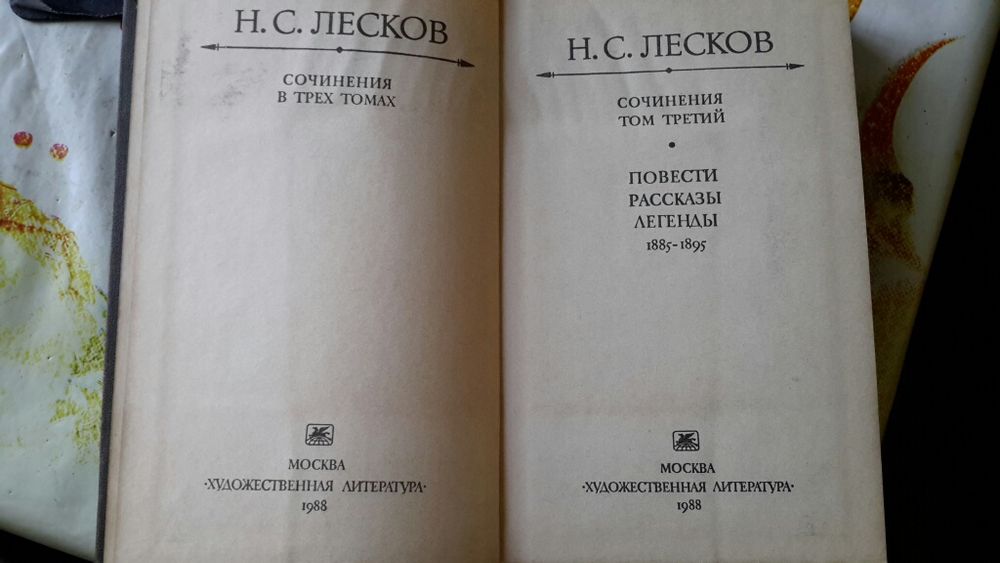 Н. С. ЛЕСКОВ
СОЧИНЕНИЯ
В ТРЕХ ТОМАХ
МОСКВА
·ХУДОЖЕСТВЕННАЯ ЛИТЕРАТУРА·
1988
Н. С. ЛЕСКОВ
СОЧИНЕНИЯ
ТОМ ТРЕТИЙ
•
ПОВЕСТИ
РАССКАЗЫ
ЛЕГЕНДЫ
1885-1895
МОСКВА
·ХУДОЖЕСТВЕННАЯ ЛИТЕРАТУРА·
1988